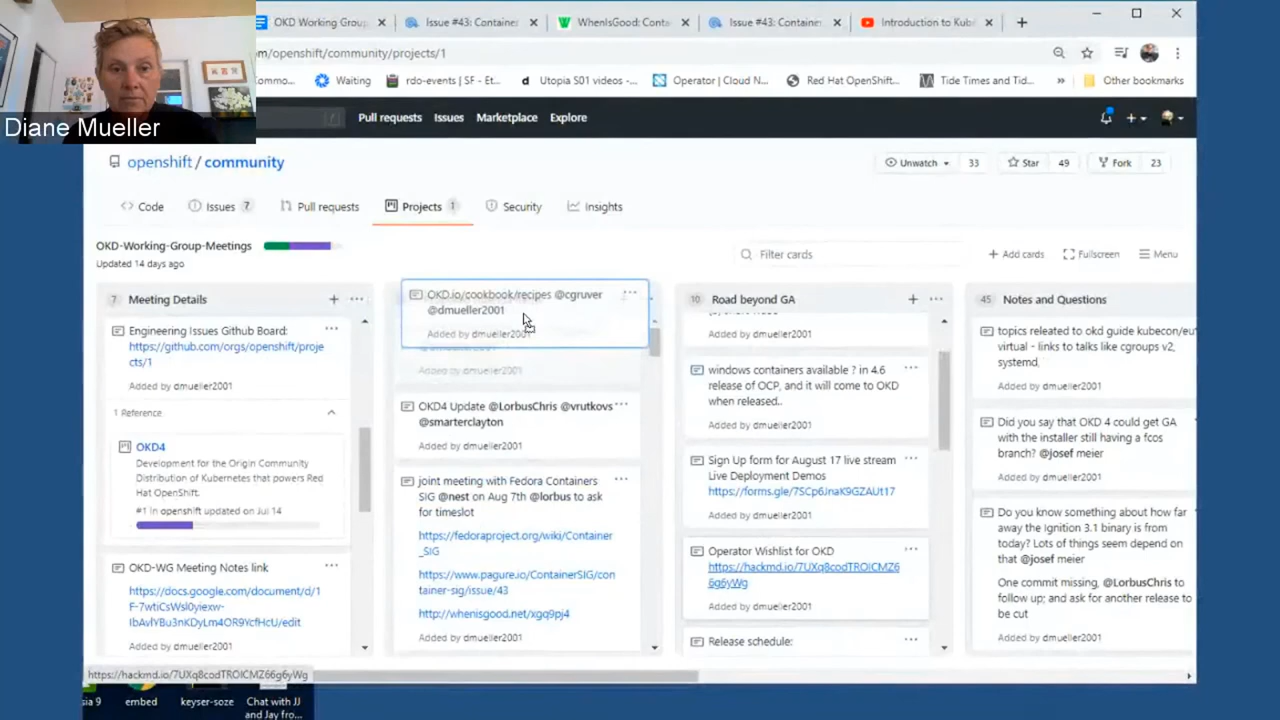 OKD Working Group
Issue #43: Container
WhenIsGood: Conta
Issue #43: Container
Introduction to Kube
om/openshift/community/projects/1
ommo...
Waiting
rdo-events | SF - Et...
Utopia S01 videos -...
Operator | Cloud N...
Red Hat OpenShift...
Tide Times and Tid...
»
Other bookmarks
Diane Mueller
/
Pull requests
Issues
Marketplace
Explore
openshift / community
Unwatch
33
Star
49
Fork
23
Code
Issues 7
Pull requests
Projects 1
Security
Insights
OKD-Working-Group-Meetings
Updated 14 days ago
Filter cards
+ Add cards
Fullscreen
Menu
7 Meeting Details
Engineering Issues Github Board:
https://github.com/orgs/openshift/proje
cts/1
Added by dmueller2001
1 Reference
OKD4
Development for the Origin Community
Distribution of Kubernetes that powers Red
Hat OpenShift.
#1 in openshift updated on Jul 14
OKD-WG Meeting Notes link
https://docs.google.com/document/d/1
F-7wtiCsWsl0yiexw-
IbAvlYBu3nKDyLm4OR9YcfHcU/edit
Added by dmueller2001
OKD.io/cookbook/recipes @cgruver
@dmueller2001
Added by dmueller2001
Added by dmueller2001
OKD4 Update @LorbusChris @vrutkovs
@smarterclayton
Added by dmueller2001
joint meeting with Fedora Containers
SIG @nest on Aug 7th @lorbus to ask
for timeslot
https://fedoraproject.org/wiki/Container
_SIG
https://www.pagure.io/ContainerSIG/con
tainer-sig/issue/43
http://whenisgood.net/xgq9pj4
Added by dmueller2001
10 Road beyond GA
Added by dmueller2001
windows containers available ? in 4.6
release of OCP, and it will come to OKD
when released..
Added by dmueller2001
Sign Up form for August 17 live stream
Live Deployment Demos
https://forms.gle/7SCp6JnaK9GZAUt17
Added by dmueller2001
Operator Wishlist for OKD
https://hackmd.io/7UXq8codTROICMZ6
6g6yWg
Added by dmueller2001
Release schedule:
45 Notes and Questions
topics releated to okd guide kubecon/eu
virtual - links to talks like cgroups v2,
systemd,
Added by dmueller2001
Did you say that OKD 4 could get GA
with the installer still having a fcos
branch? @josef meier
Added by dmueller2001
Do you know something about how far
away the Ignition 3.1 binary is from
today? Lots of things seem depend on
that @josef meier
One commit missing, @LorbusChris to
follow up; and ask for another release to
be cut
Added by dmueller2001
https://hackmd.io/7UXq8codTROICMZ66g6yWg
sia 9
embed
keyser-soze
Chat with JJ
and Jay fro...